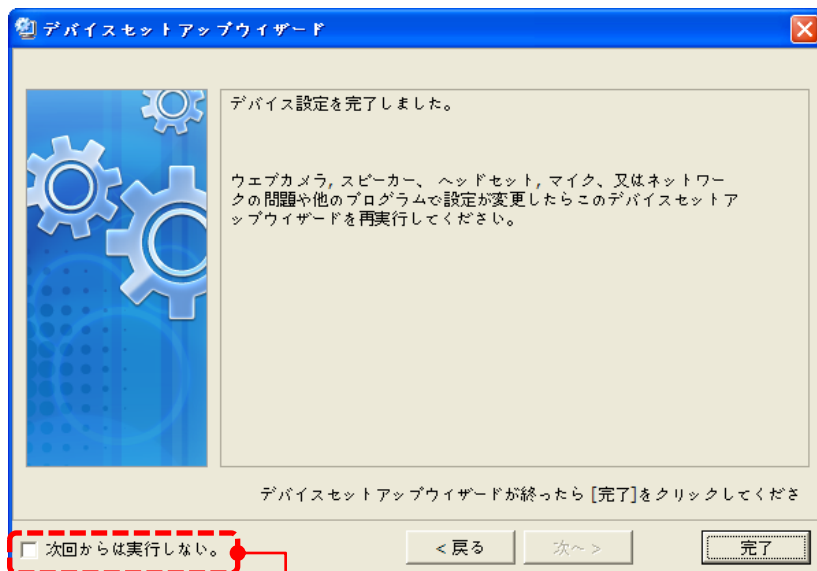 デバイスセットアップウィザード
デバイス設定を完了しました。
ウエブカメラ, スピーカー、 ヘッドセット, マイク、又はネットワー
クの問題や他のプログラムで設定が変更したらこのデバイスセットア
ップウィザードを再実行してください。
デバイスセットアップウィザードが終ったら [完了]をクリックしてくださ
次回からは実行しない。
< 戻る
次へ >
完了